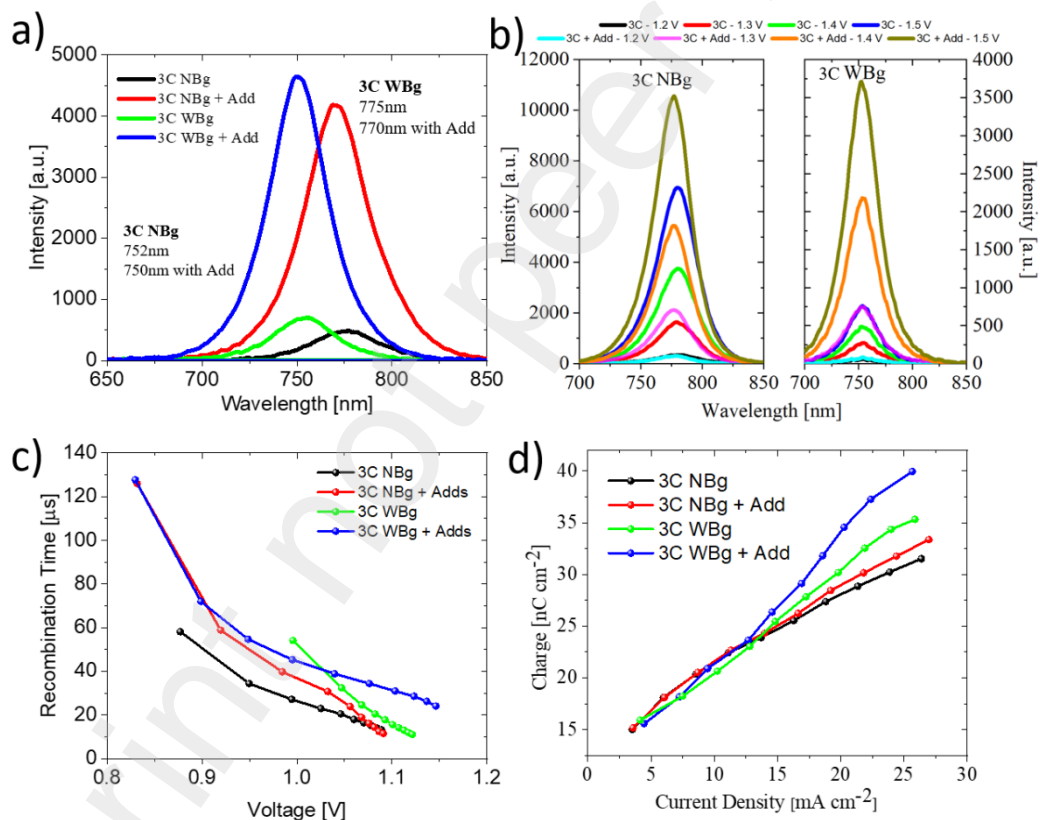 a)
5000
4000
3000
2000
1000
0
Intensity [a.u.]
3C NBg
3C NBg + Add
3C WBg
3C WBg + Add
3C WBg
775nm
770nm with Add
3C NBg
752nm
750nm with Add
650 700 750 800 850
Wavelength [nm]
b)
3C - 1.2 V 3C - 1.3 V 3C - 1.4 V 3C - 1.5 V
3C + Add - 1.2 V 3C + Add - 1.3 V 3C + Add - 1.4 V 3C + Add - 1.5 V
12000
10000
8000
6000
4000
2000
0
Intensity [a.u.]
3C NBg
700 750 800 850
3C WBg
4000
3500
3000
2500
2000
1500
1000
500
0
Intensity [a.u.]
700 750 800 850
Wavelength [nm]
c)
140
120
100
80
60
40
20
0
Recombination Time [µs]
3C NBg
3C NBg + Adds
3C WBg
3C WBg + Adds
0.8 0.9 1.0 1.1 1.2
Voltage [V]
d)
40
35
30
25
20
15
Charge [nC cm-2]
3C NBg
3C NBg + Add
3C WBg
3C WBg + Add
0 5 10 15 20 25 30
Current Density [mA cm-2]
rint not peer